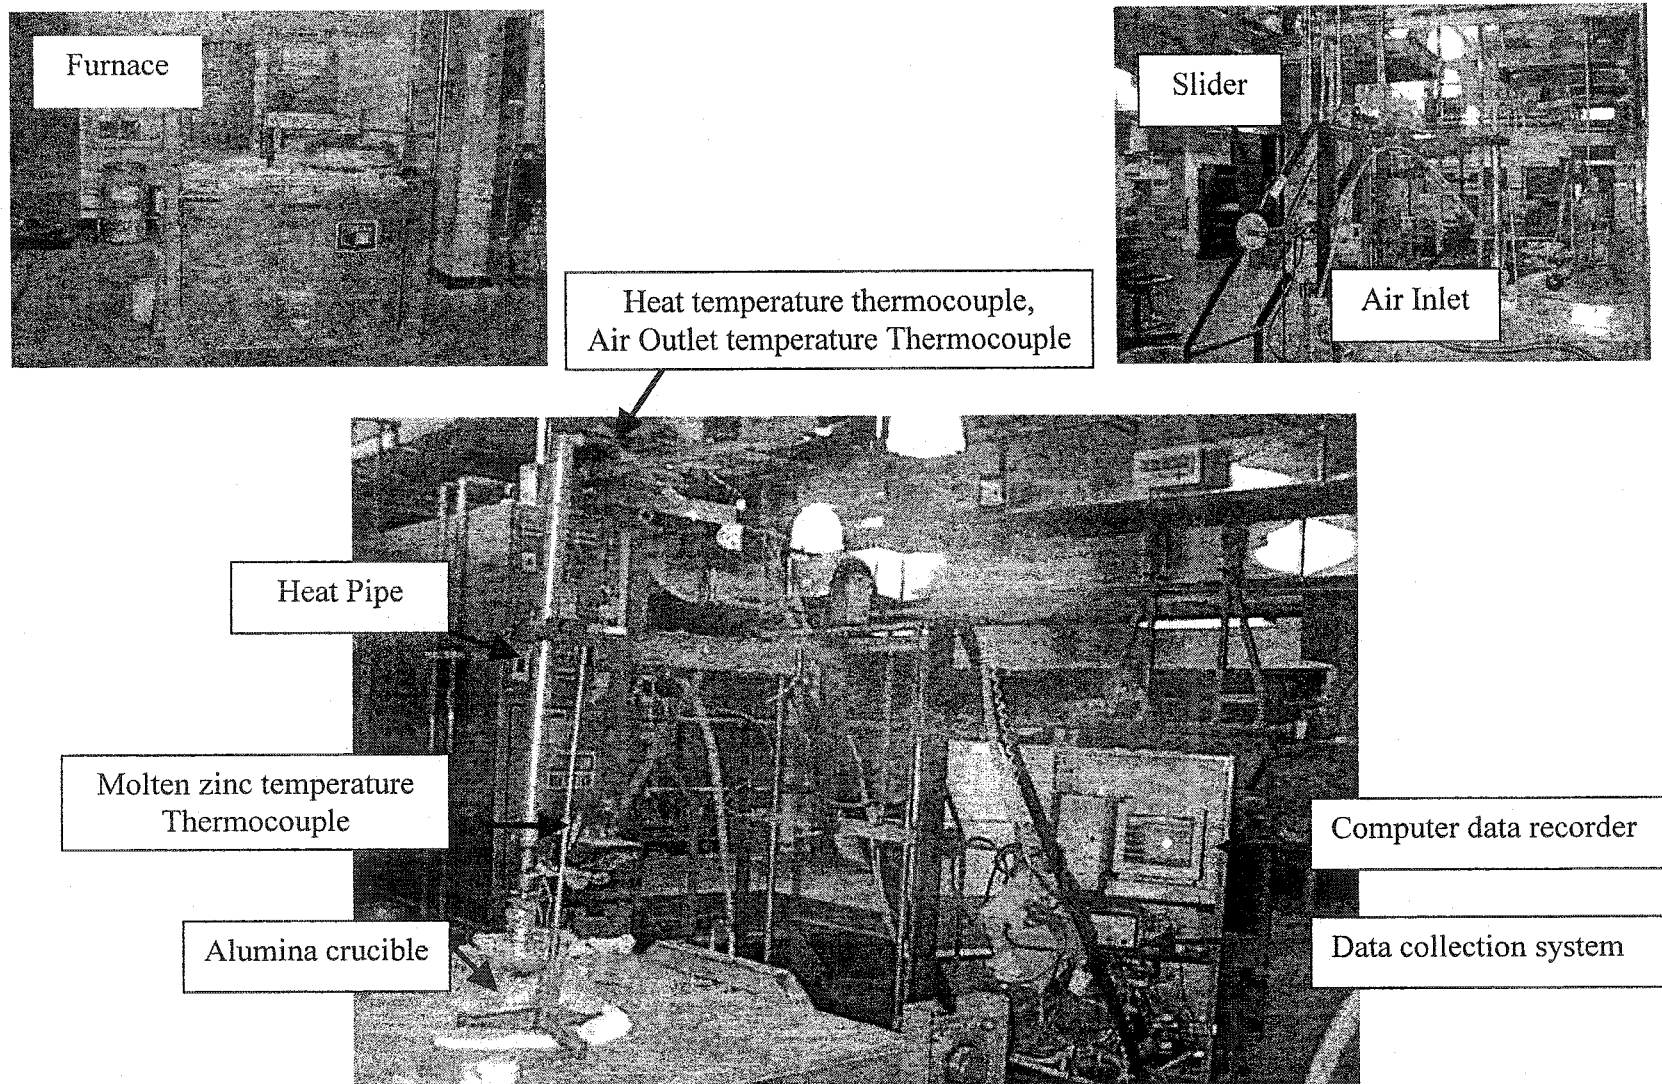 Furnace
Slider
Air Inlet
Heat temperature thermocouple,
Air Outlet temperature Thermocouple
Heat Pipe
Molten zinc temperature
Thermocouple
Alumina crucible
Computer data recorder
Data collection system